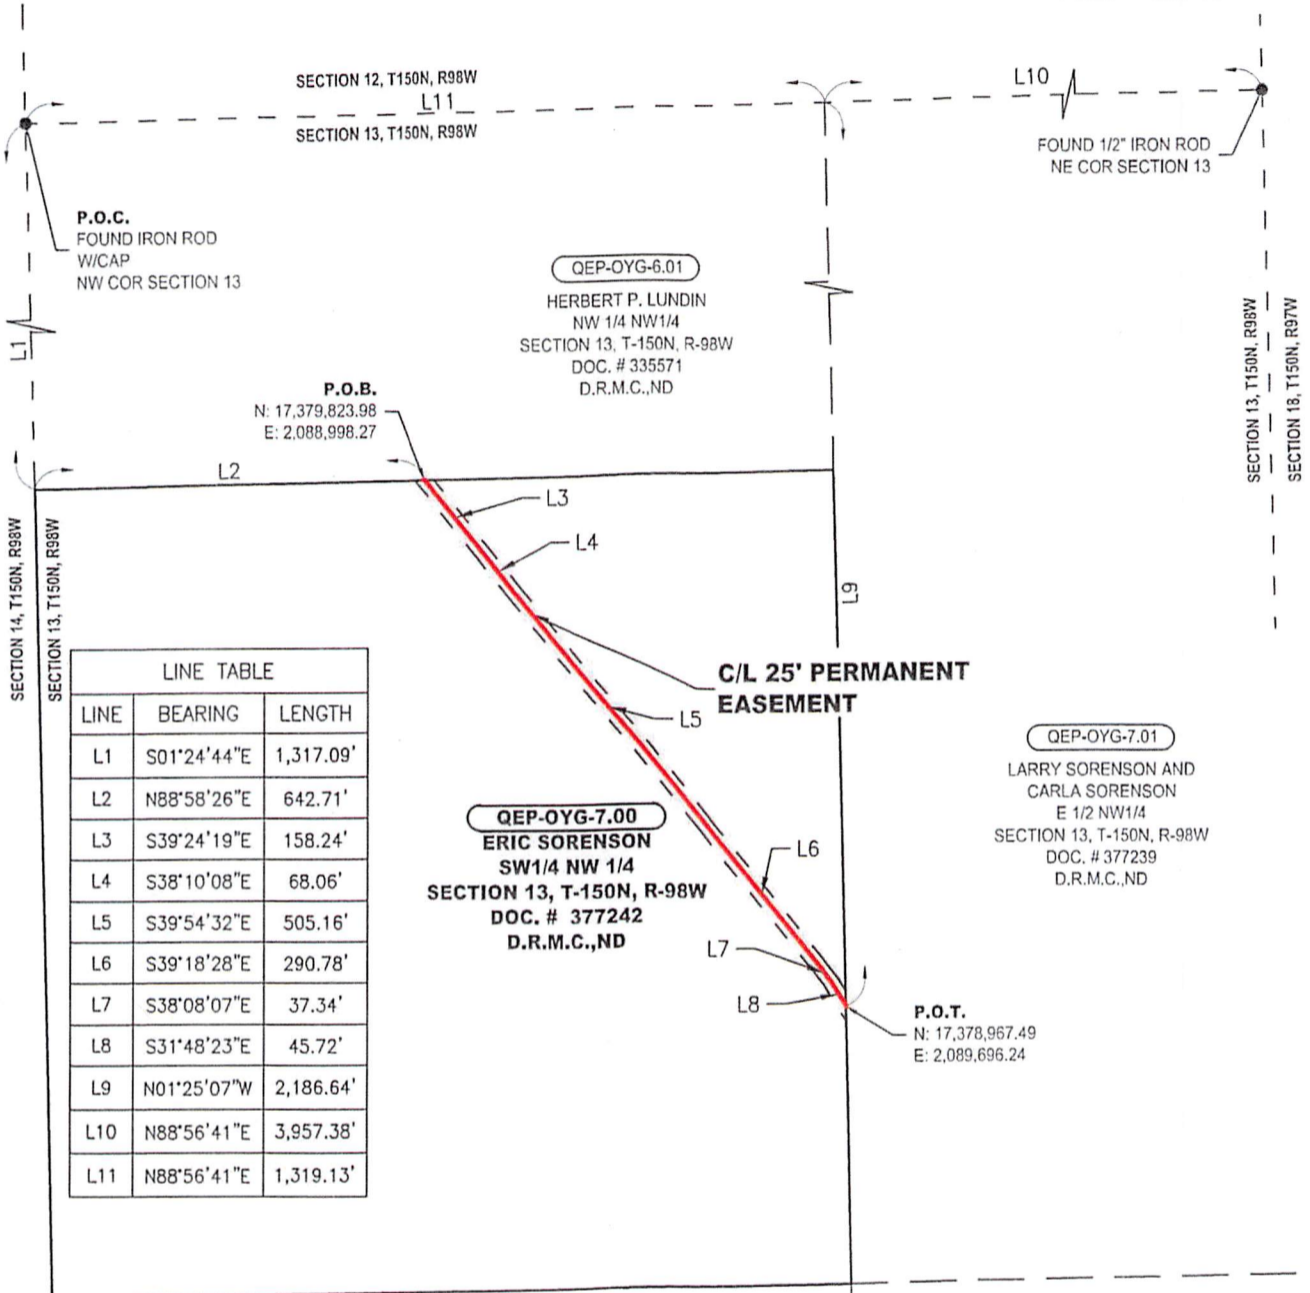 SECTION 12, T150N, R98W
L11
SECTION 13, T150N, R98W
L10
FOUND 1/2" IRON ROD
NE COR SECTION 13
P.O.C.
FOUND IRON ROD
W/CAP
NW COR SECTION 13
QEP-OYG-6.01
HERBERT P. LUNDIN
NW 1/4 NW1/4
SECTION 13, T-150N, R-98W
DOC. # 335571
D.R.M.C.,ND
L1
SECTION 13, T150N, R98W
SECTION 18, T150N, R97W
P.O.B.
N: 17,379,823.98
E: 2,088,998.27
L2
L3
L4
L9
SECTION 14, T150N, R98W
SECTION 13, T150N, R98W
C/L 25' PERMANENT
EASEMENT
L5
LINE TABLE
LINE BEARING LENGTH
L1 S01°24'44"E 1,317.09'
L2 N88°58'26"E 642.71'
L3 S39°24'19"E 158.24'
L4 S38°10'08"E 68.06'
L5 S39°54'32"E 505.16'
L6 S39°18'28"E 290.78'
L7 S38°08'07"E 37.34'
L8 S31°48'23"E 45.72'
L9 N01°25'07"W 2,186.64'
L10 N88°56'41"E 3,957.38'
L11 N88°56'41"E 1,319.13'
QEP-OYG-7.00
ERIC SORENSON
SW1/4 NW 1/4
SECTION 13, T-150N, R-98W
DOC. # 377242
D.R.M.C.,ND
QEP-OYG-7.01
LARRY SORENSON AND
CARLA SORENSON
E 1/2 NW1/4
SECTION 13, T-150N, R-98W
DOC. # 377239
D.R.M.C.,ND
L6
L7
L8
P.O.T.
N: 17,378,967.49
E: 2,089,696.24